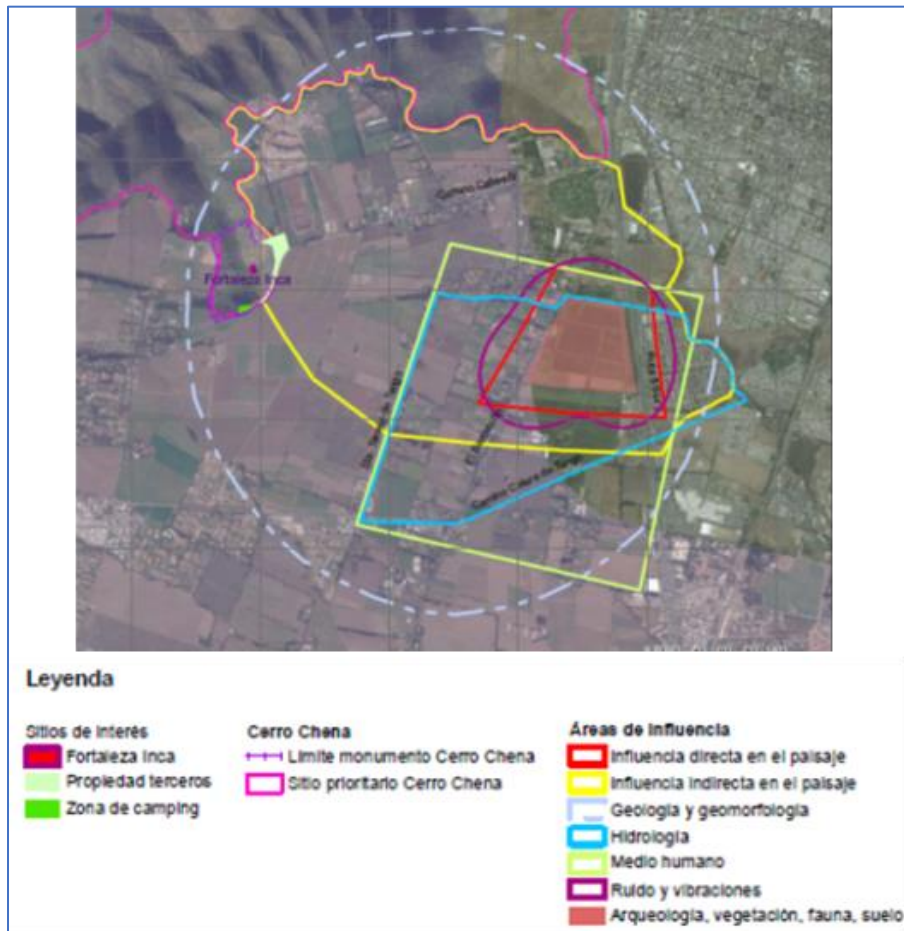 Fortaleza Inca
Leyenda
Sitios de interés
Fortaleza Inca
Propiedad terceros
Zona de camping
Cerro Chena
Límite monumento Cerro Chena
Sitio prioritario Cerro Chena
Áreas de influencia
Influencia directa en el paisaje
Influencia indirecta en el paisaje
Geología y geomorfología
Hidrología
Medio humano
Ruido y vibraciones
Arqueología, vegetación, fauna, suelo